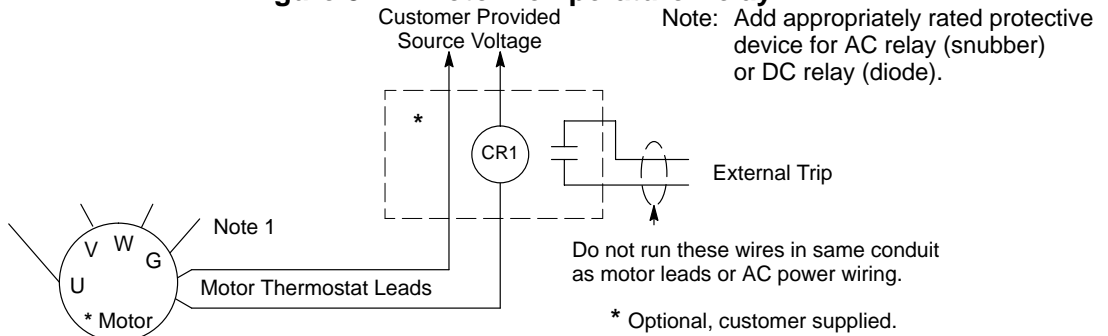 Customer Provided
Source Voltage
Note: Add appropriately rated protective
device for AC relay (snubber)
or DC relay (diode).
*
CR1
External Trip
Do not run these wires in same conduit
as motor leads or AC power wiring.
Note 1
V W
G
U
Motor Thermostat Leads
* Motor
* Optional, customer supplied.